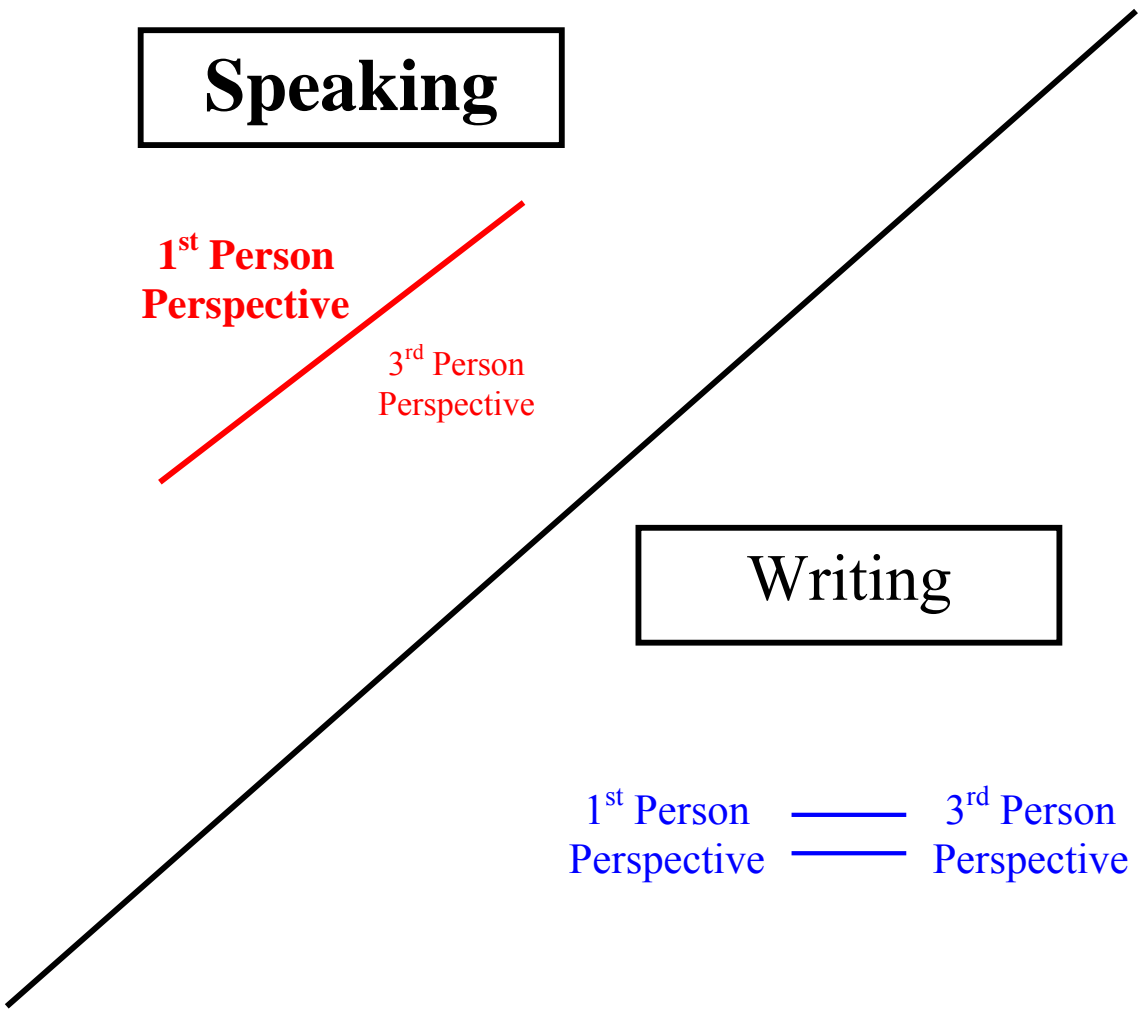 Speaking
1st Person
Perspective
3rd Person
Perspective
Writing
1st Person
Perspective
3rd Person
Perspective